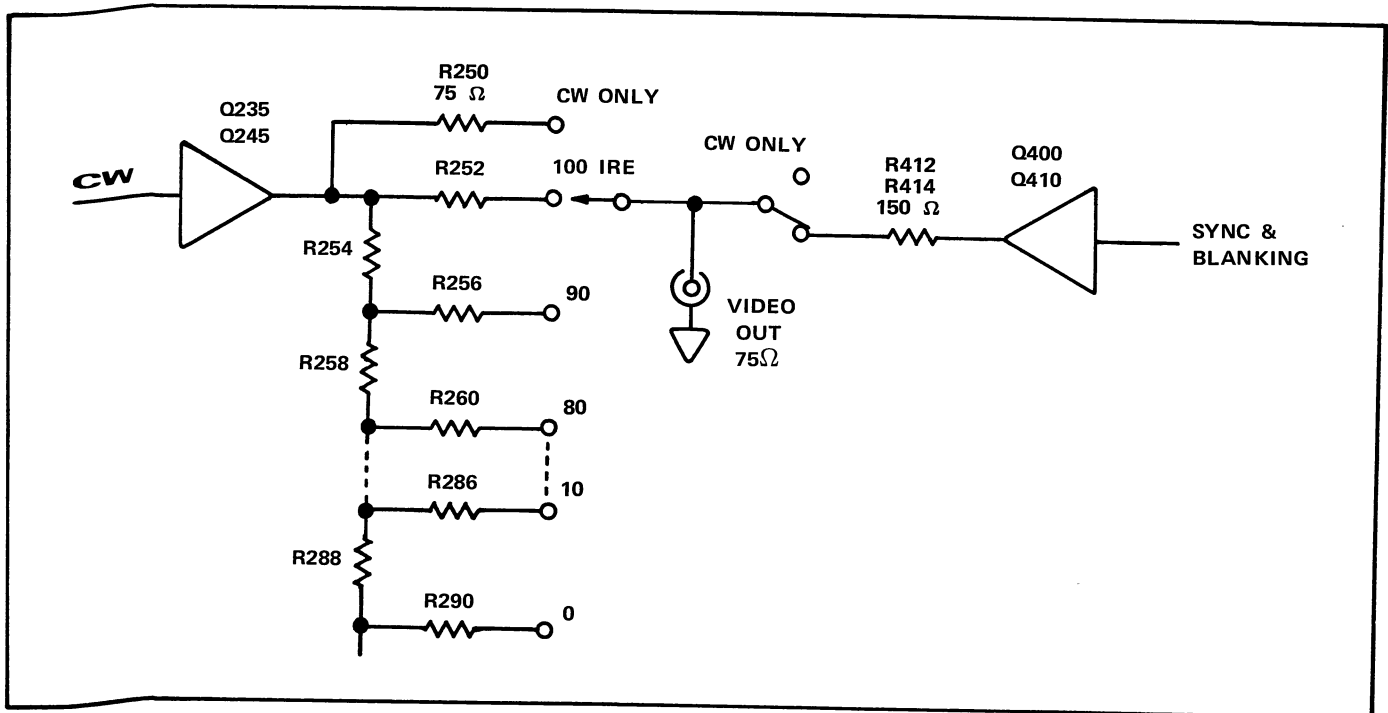 R250
75 Ω
CW ONLY
Q235
Q245
CW
R252
100 IRE
CW ONLY
R412
R414
150 Ω
Q400
Q410
SYNC &
BLANKING
R254
R256
90
VIDEO
OUT
75Ω
R258
R260
80
R286
10
R288
R290
0